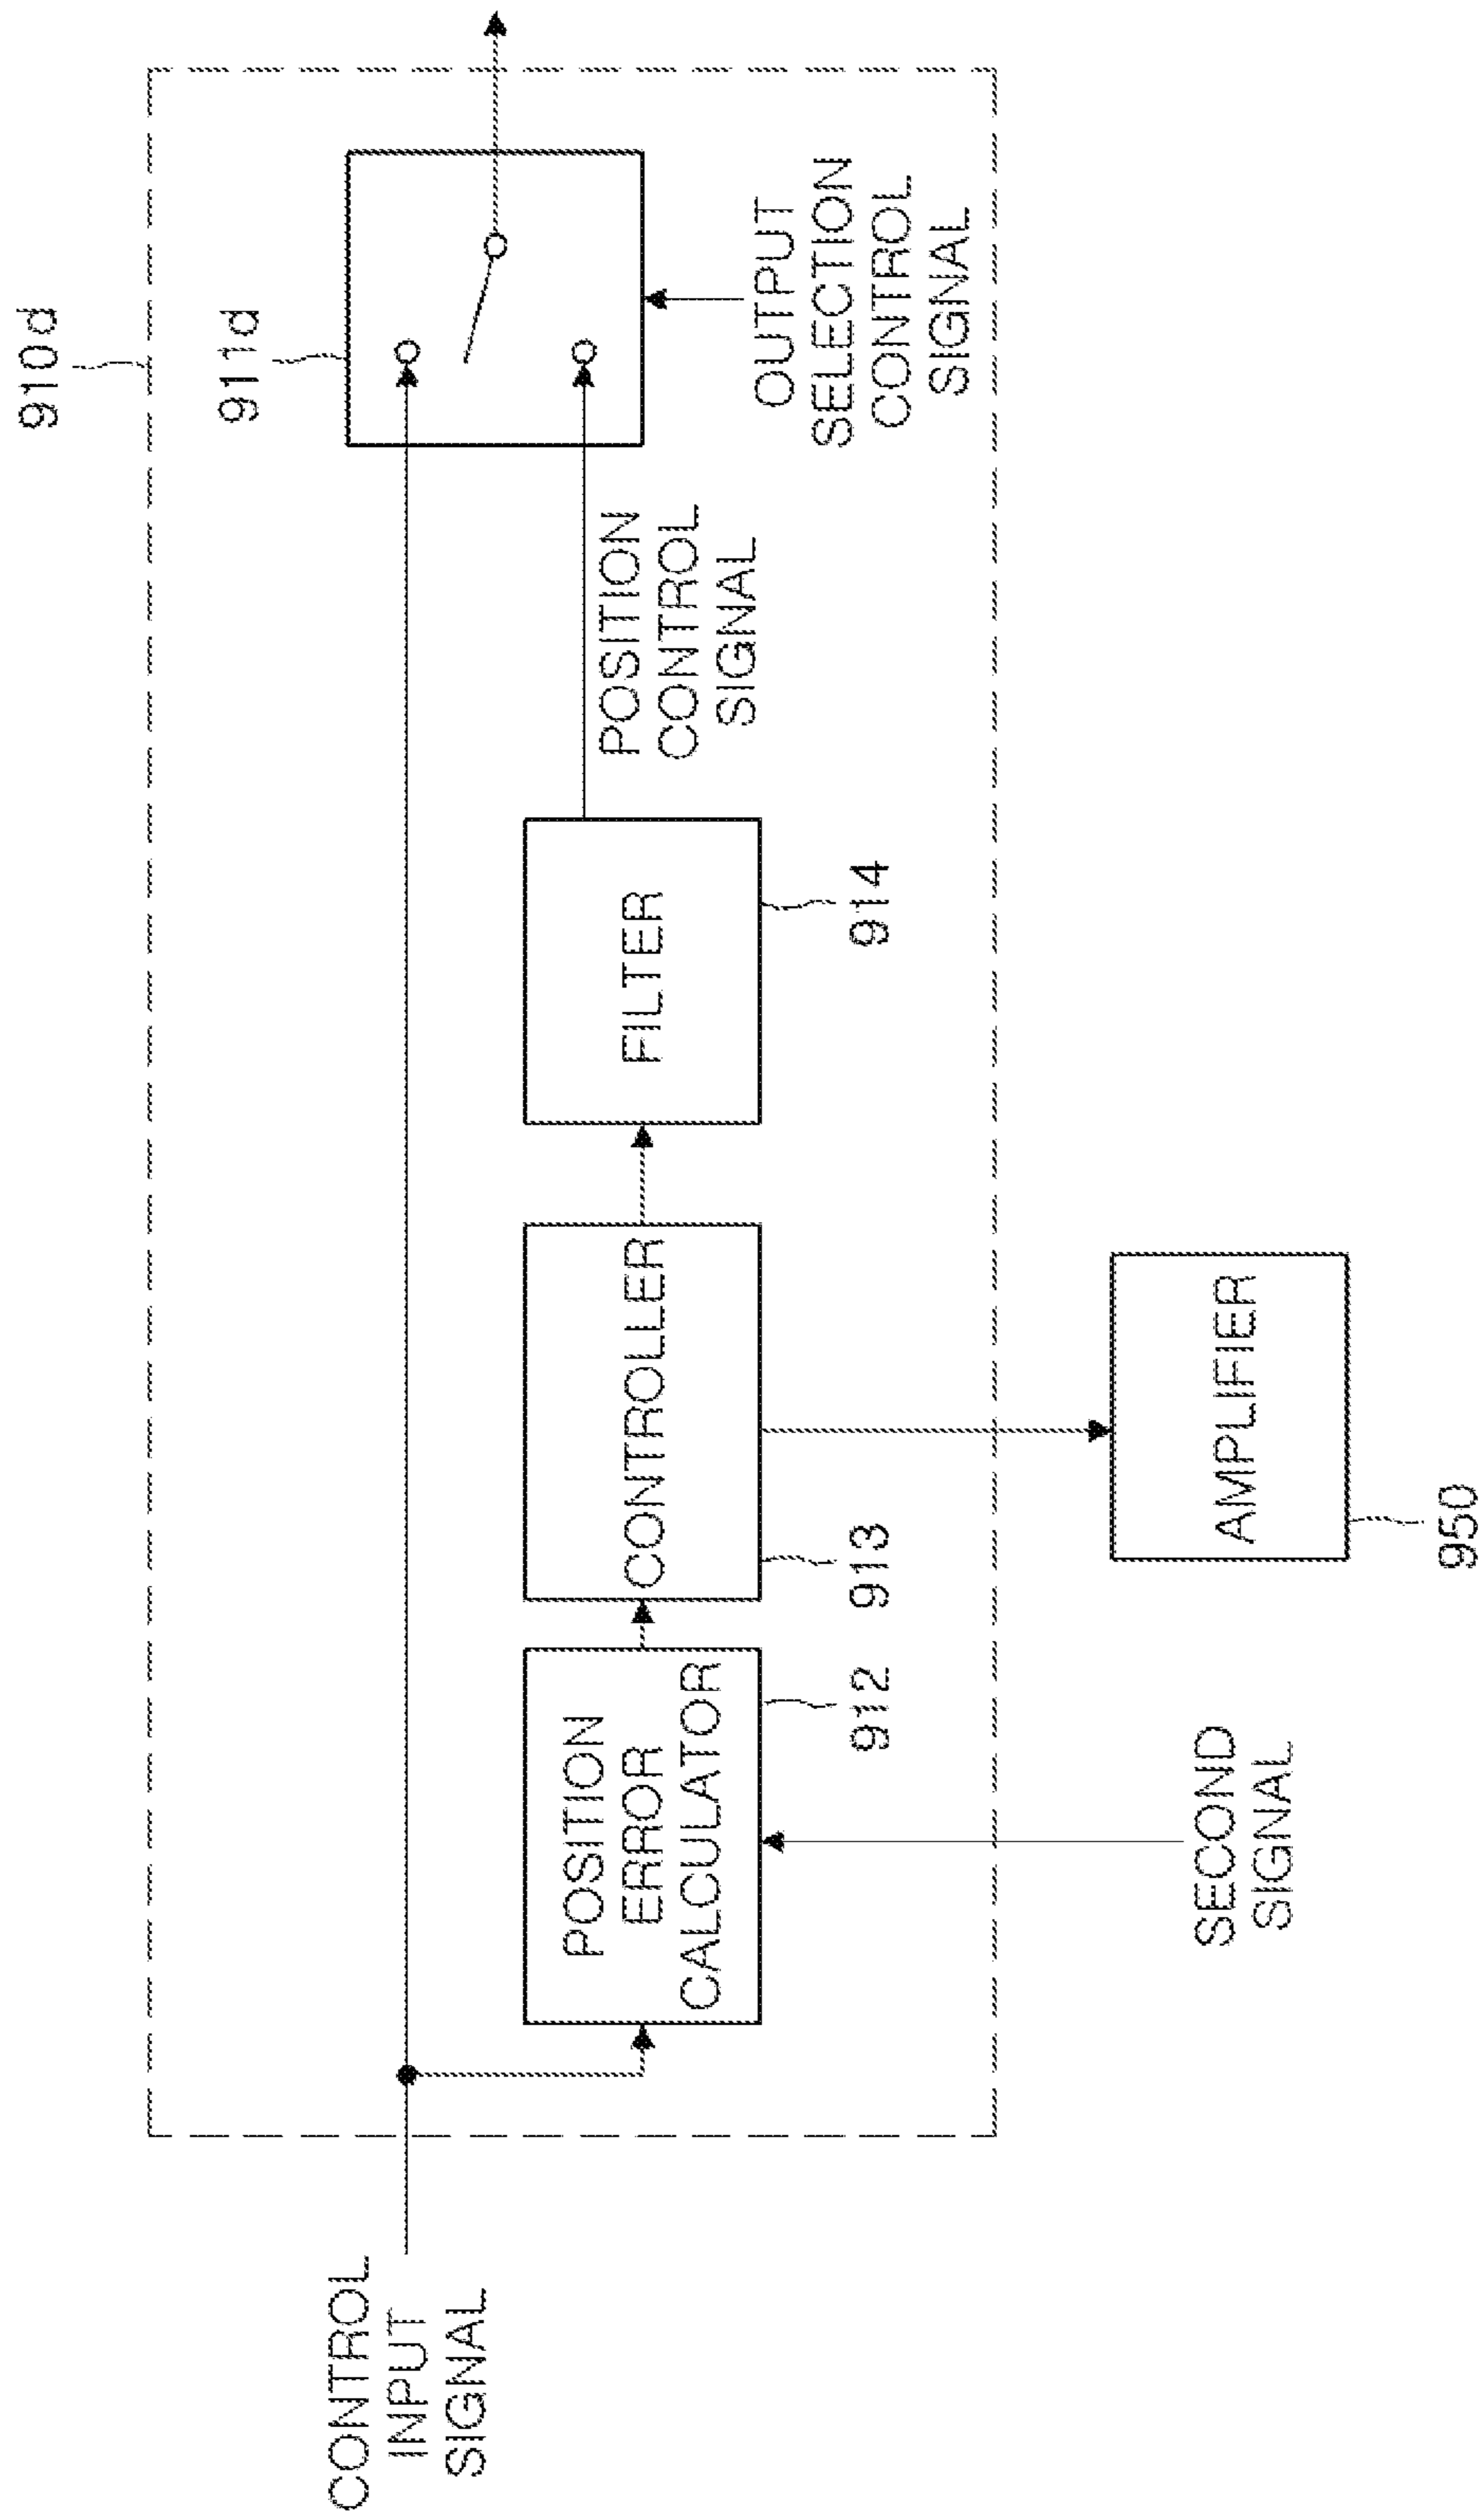 910d
911d
CONTROL
INPUT
SIGNAL
POSITION
ERROR
CALCULATOR
912
CONTROLLER
913
FILTER
914
POSITION
CONTROL
SIGNAL
OUTPUT
SELECTION
CONTROL
SIGNAL
SECOND
SIGNAL
AMPLIFIER
950